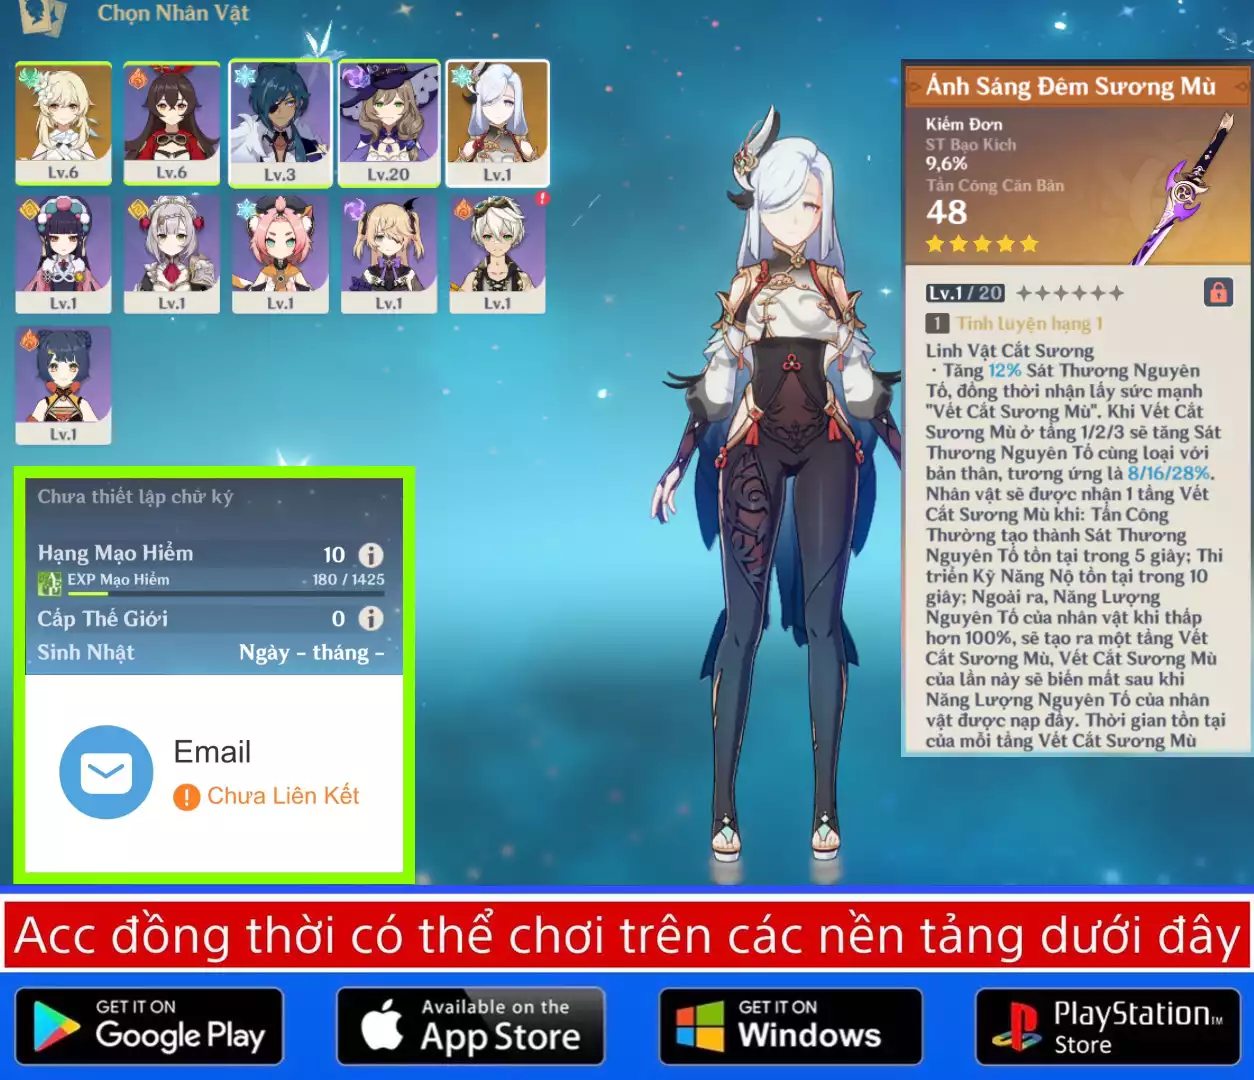 Chọn Nhân Vật
Lv.6
Lv.6
Lv.3
Lv.20
Lv.1
Lv.1
Lv.1
Lv.1
Lv.1
Lv.1
Lv.1
Chưa thiết lập chữ ký
Hạng Mạo Hiểm 10
EXP Mạo Hiểm 180 / 1425
Cấp Thế Giới 0
Sinh Nhật Ngày - tháng -
Email
Chưa Liên Kết
Ánh Sáng Đêm Sương Mù
Kiếm Đơn
ST Bạo Kích
9,6%
Tấn Công Căn Bản
48
Lv.1 / 20
1 Tinh luyện hạng 1
Linh Vật Cắt Sương
· Tăng 12% Sát Thương Nguyên
Tố, đồng thời nhận lấy sức mạnh
"Vết Cắt Sương Mù". Khi Vết Cắt
Sương Mù ở tầng 1/2/3 sẽ tăng Sát
Thương Nguyên Tố cùng loại với
bản thân, tương ứng là 8/16/28%.
Nhân vật sẽ được nhận 1 tầng Vết
Cắt Sương Mù khi: Tấn Công
Thường tạo thành Sát Thương
Nguyên Tố tồn tại trong 5 giây; Thi
triển Kỹ Năng Nộ tồn tại trong 10
giây; Ngoài ra, Năng Lượng
Nguyên Tố của nhân vật khi thấp
hơn 100%, sẽ tạo ra một tầng Vết
Cắt Sương Mù, Vết Cắt Sương Mù
của lần này sẽ biến mất sau khi
Năng Lượng Nguyên Tố của nhân
vật được nạp đầy. Thời gian tồn tại
của mỗi tầng Vết Cắt Sương Mù
Acc đồng thời có thể chơi trên các nền tảng dưới đây
GET IT ON
Google Play
Available on the
App Store
GET IT ON
Windows
PlayStation™
Store